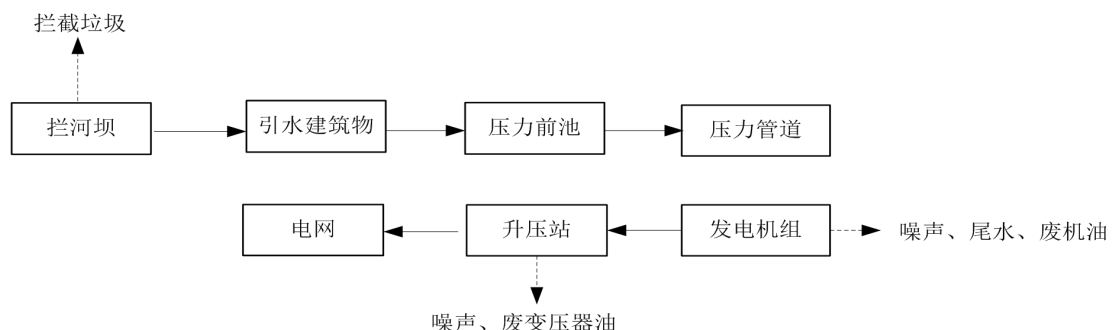 拦截垃圾
拦河坝
引水建筑物
压力前池
压力管道
电网
升压站
发电机组
噪声、尾水、废机油
噪声、废变压器油